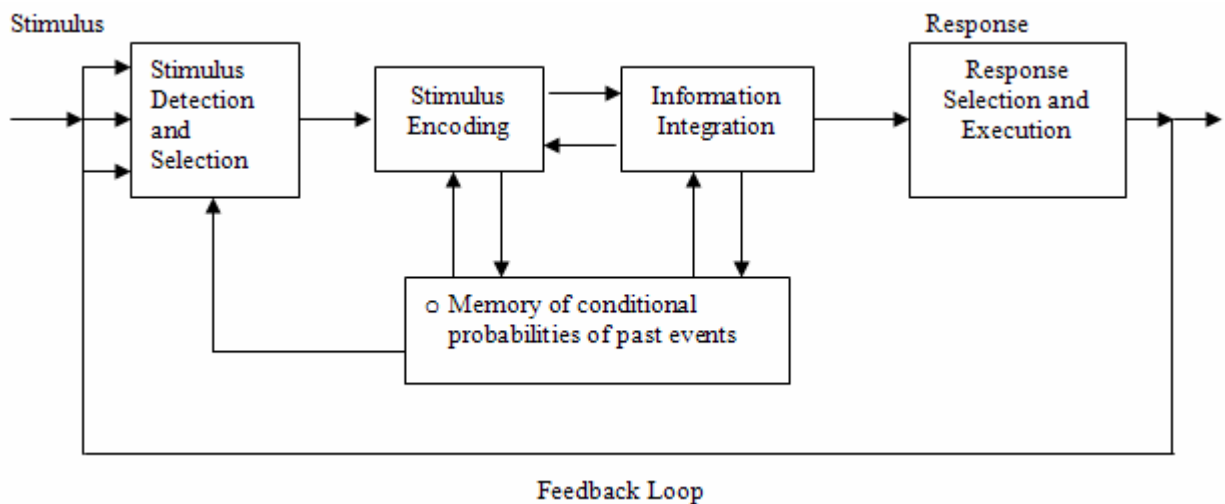 Stimulus
Response
Stimulus
Detection
and
Selection
Stimulus
Encoding
Information
Integration
Response
Selection and
Execution
o Memory of conditional
probabilities of past events
Feedback Loop